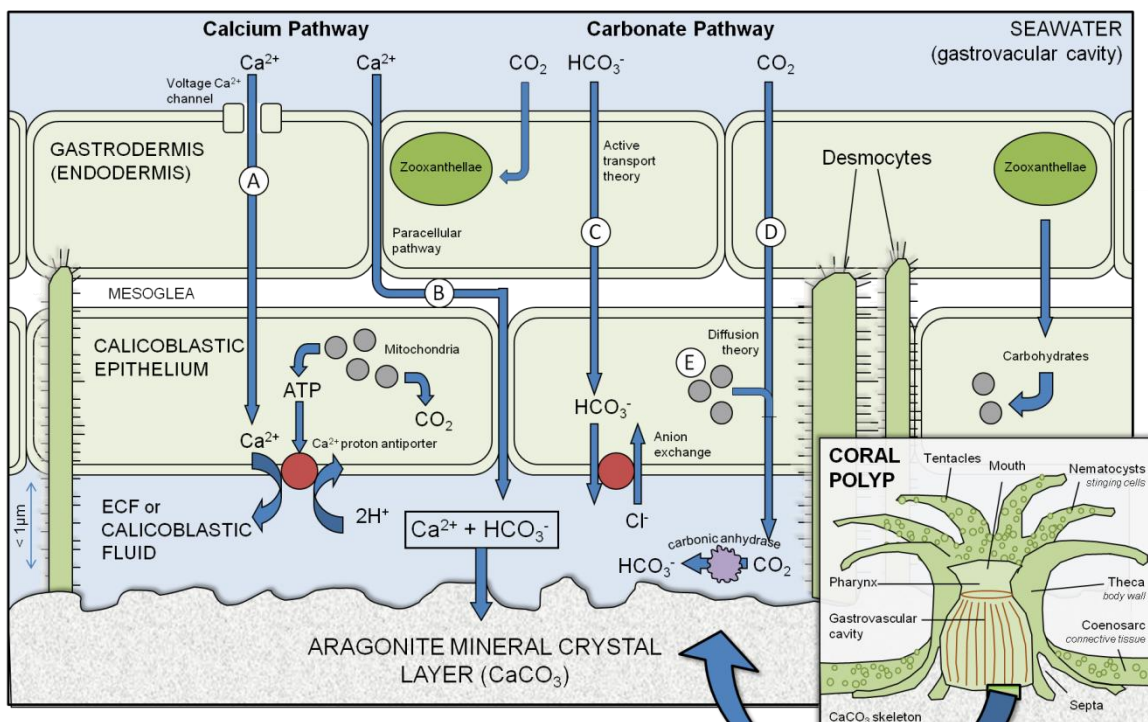 Calcium Pathway
Carbonate Pathway
SEAWATER
(gastrovacular cavity)
Ca²⁺
Ca²⁺
CO₂
HCO₃⁻
CO₂
Voltage Ca²⁺
channel
GASTRODERMIS
(ENDODERMIS)
A
Zooxanthellae
Active
transport
theory
Desmocytes
Zooxanthellae
Paracellular
pathway
C
D
MESOGLEA
B
CALICOBLASTIC
EPITHELIUM
Mitochondria
ATP
CO₂
Diffusion
theory
E
Carbohydrates
Ca²⁺
Ca²⁺ proton antiporter
HCO₃⁻
Anion
exchange
< 1µm
ECF or
CALICOBLASTIC
FLUID
2H⁺
Ca²⁺ + HCO₃⁻
Cl⁻
carbonic anhydrase
HCO₃⁻
CO₂
ARAGONITE MINERAL CRYSTAL
LAYER (CaCO₃)
CORAL
POLYP
Tentacles
Mouth
Nematocysts
stinging cells
Pharynx
Theca
body wall
Gastrovascular
cavity
Coenosarc
connective tissue
CaCO₃ skeleton
Septa